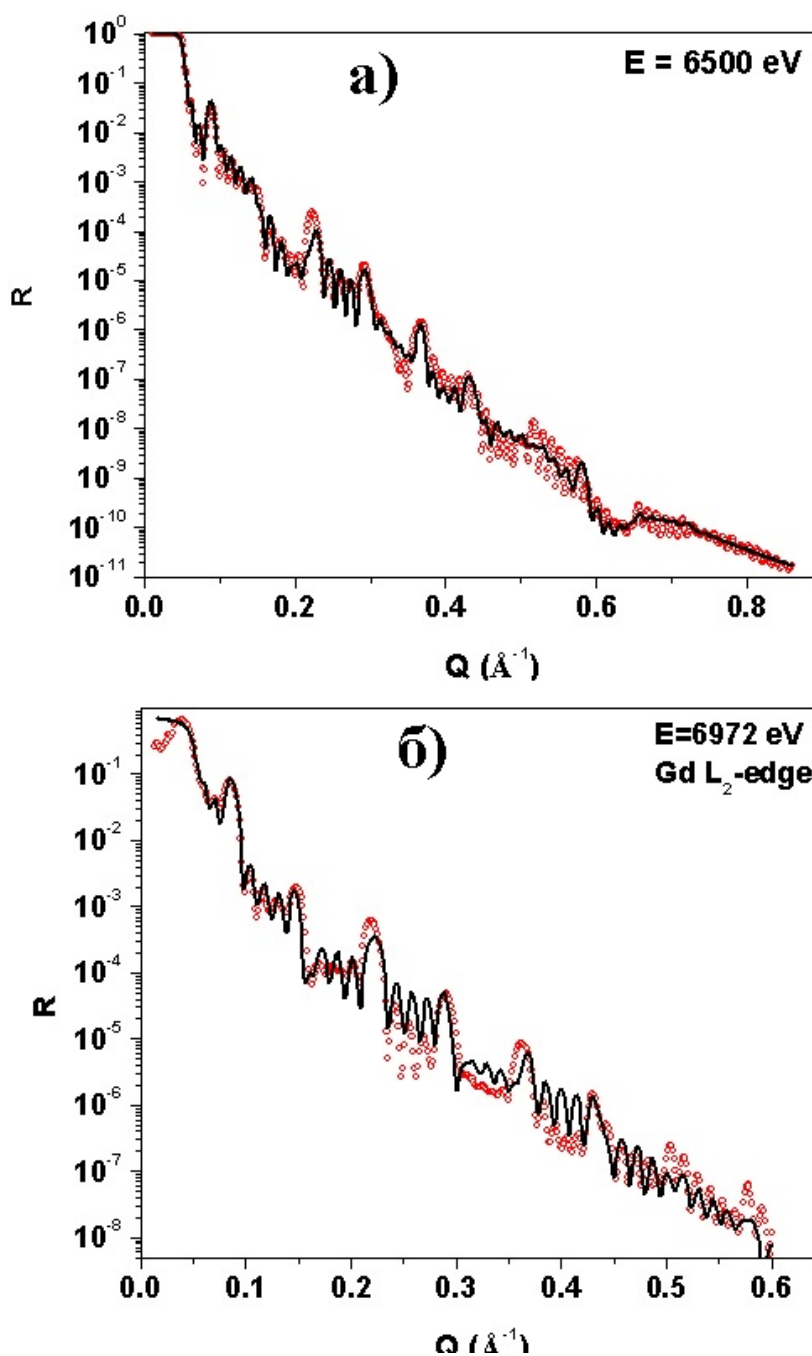 а)
E = 6500 eV
10⁰
10⁻¹
10⁻²
10⁻³
10⁻⁴
10⁻⁵
10⁻⁶
10⁻⁷
10⁻⁸
10⁻⁹
10⁻¹⁰
10⁻¹¹
R
0.0 0.2 0.4 0.6 0.8
Q (Å⁻¹)
б)
E=6972 eV
Gd L₂-edge
10⁻¹
10⁻²
10⁻³
10⁻⁴
10⁻⁵
10⁻⁶
10⁻⁷
10⁻⁸
R
0.0 0.1 0.2 0.3 0.4 0.5 0.6
Q (Å⁻¹)